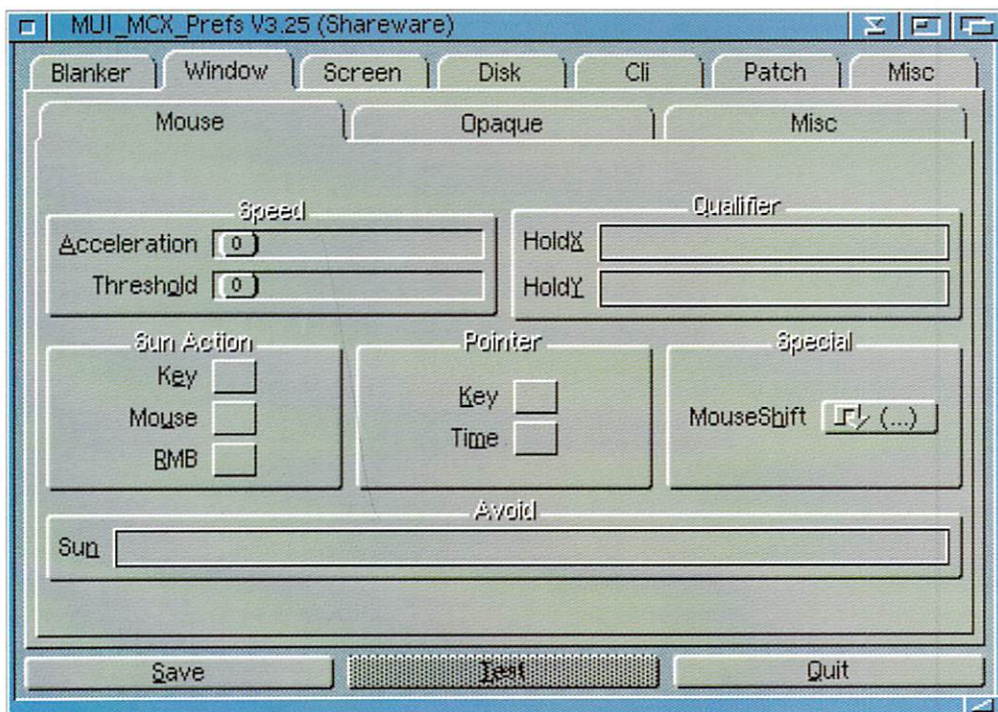 MUI_MCX_Prefs V3.25 (Shareware)
Blanker Window Screen Disk Cli Patch Misc
Mouse Opaque Misc
Speed
Acceleration 0
Threshold 0
Qualifier
HoldX
HoldY
Sun Action
Key
Mouse
RMB
Pointer
Key
Time
Special
MouseShift (...)
Avoid
Sun
Save Test Quit